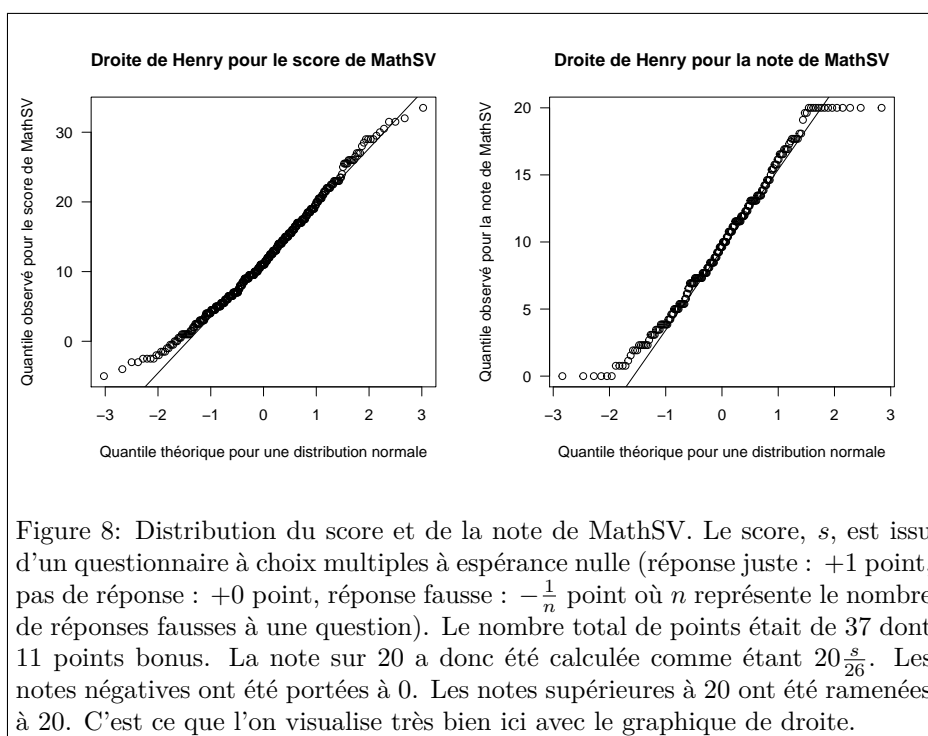 Droite de Henry pour le score de MathSV
Quantile observé pour le score de MathSV
30
20
10
0
−3 −2 −1 0 1 2 3
Quantile théorique pour une distribution normale
Droite de Henry pour la note de MathSV
Quantile observé pour la note de MathSV
20
15
10
5
0
−3 −2 −1 0 1 2 3
Quantile théorique pour une distribution normale
Figure 8: Distribution du score et de la note de MathSV. Le score, s, est issu
d'un questionnaire à choix multiples à espérance nulle (réponse juste : +1 point,
pas de réponse : +0 point, réponse fausse : −1/n point où n représente le nombre
de réponses fausses à une question). Le nombre total de points était de 37 dont
11 points bonus. La note sur 20 a donc été calculée comme étant 20 s/26. Les
notes négatives ont été portées à 0. Les notes supérieures à 20 ont été ramenées
à 20. C'est ce que l'on visualise très bien ici avec le graphique de droite.